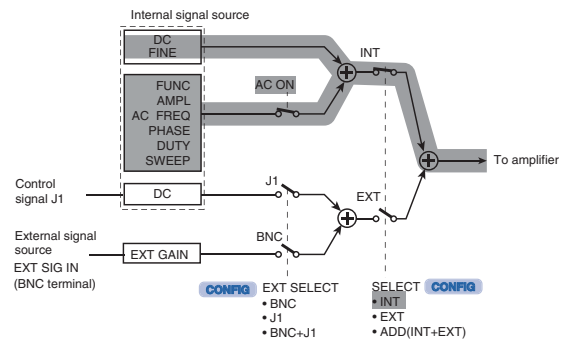 Internal signal source
DC
FINE
INT
FUNC
AMPL
AC FREQ
PHASE
DUTY
SWEEP
AC ON
To amplifier
Control
signal J1
DC
J1
EXT
External signal
source
EXT SIG IN
(BNC terminal)
EXT GAIN
BNC
CONFIG EXT SELECT
• BNC
• J1
• BNC+J1
SELECT CONFIG
• INT
• EXT
• ADD(INT+EXT)